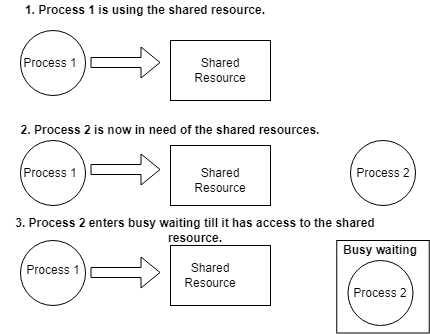 1. Process 1 is using the shared resource.
Process 1
Shared
Resource
2. Process 2 is now in need of the shared resources.
Process 1
Shared
Resource
Process 2
3. Process 2 enters busy waiting till it has access to the shared
resource.
Process 1
Shared
Resource
Busy waiting
Process 2